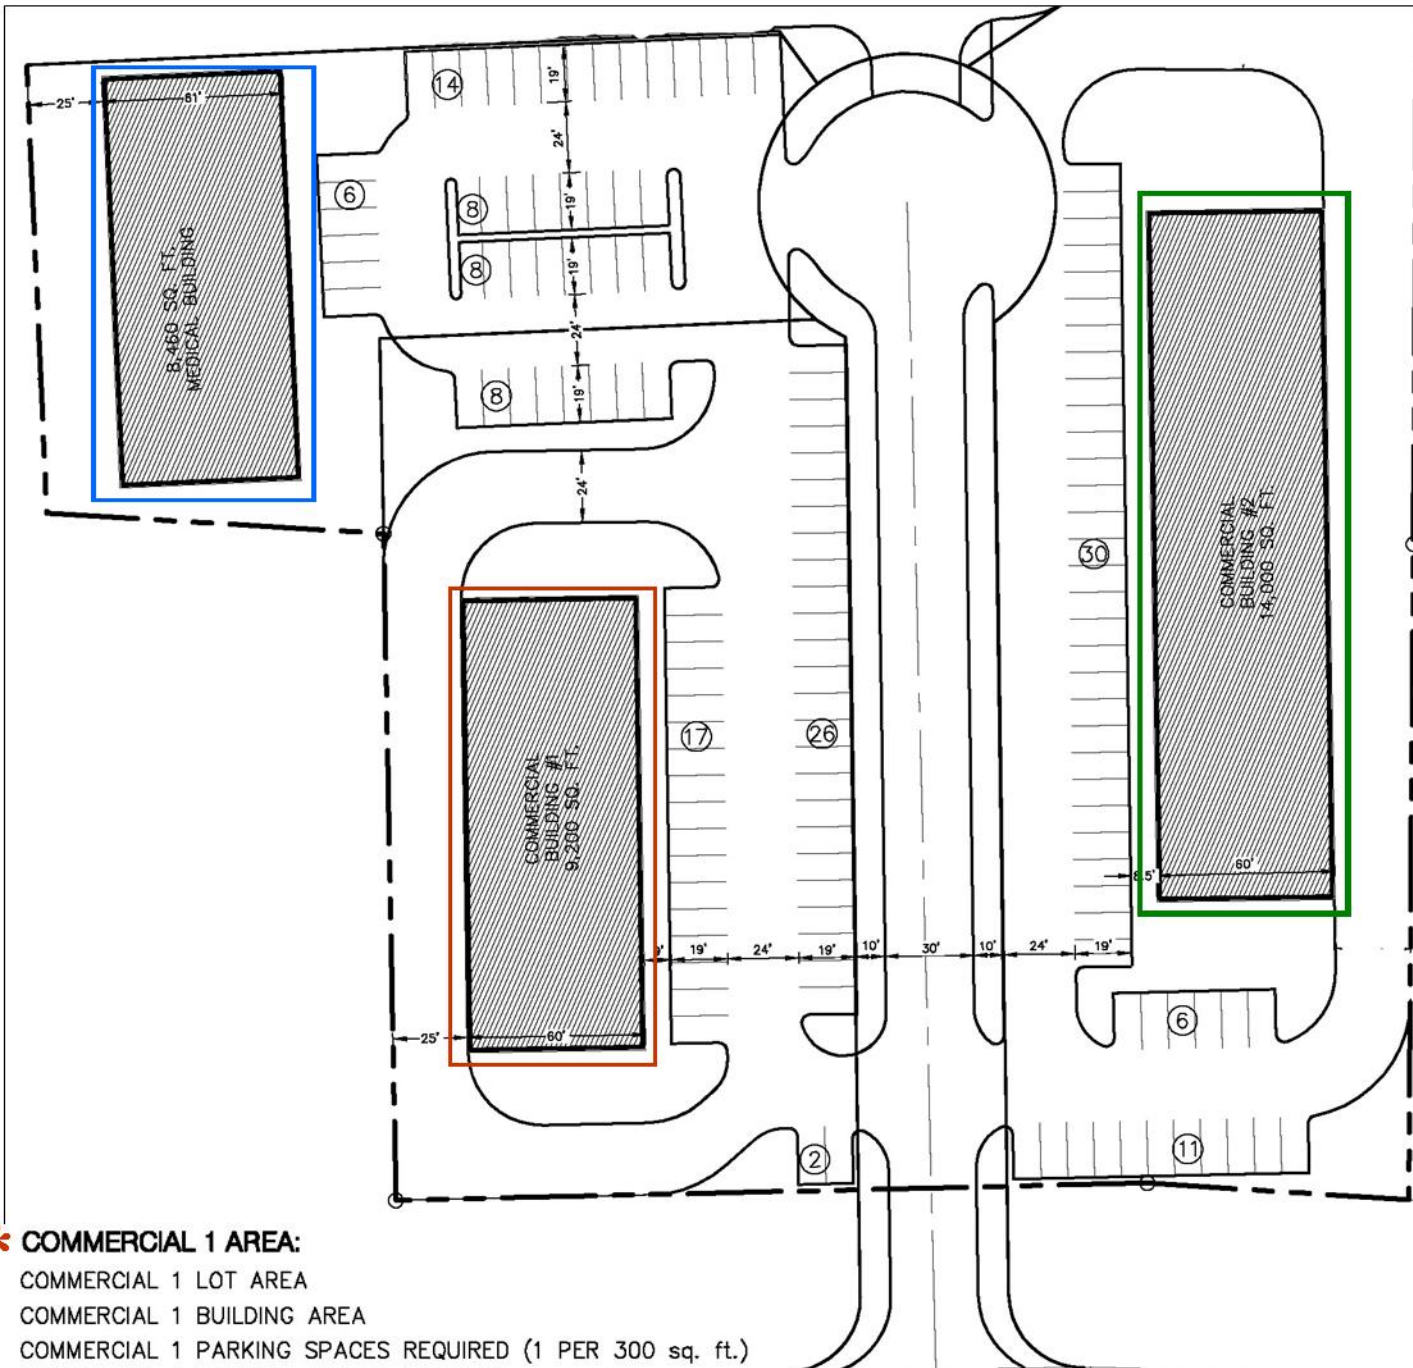 14
19'
25'
61'
24'
6
8
19'
8
19'
24'
8
19'
8,460 SQ. FT.
MEDICAL BUILDING
24'
COMMERCIAL
BUILDING #2
14,000 SQ. FT.
30
17
26
COMMERCIAL
BUILDING #1
9,200 SQ. FT.
8.5'
60'
9'
19'
24'
19'
10'
30'
10'
24'
19'
6
25'
60'
2
11
* COMMERCIAL 1 AREA:
COMMERCIAL 1 LOT AREA
COMMERCIAL 1 BUILDING AREA
COMMERCIAL 1 PARKING SPACES REQUIRED (1 PER 300 sq. ft.)